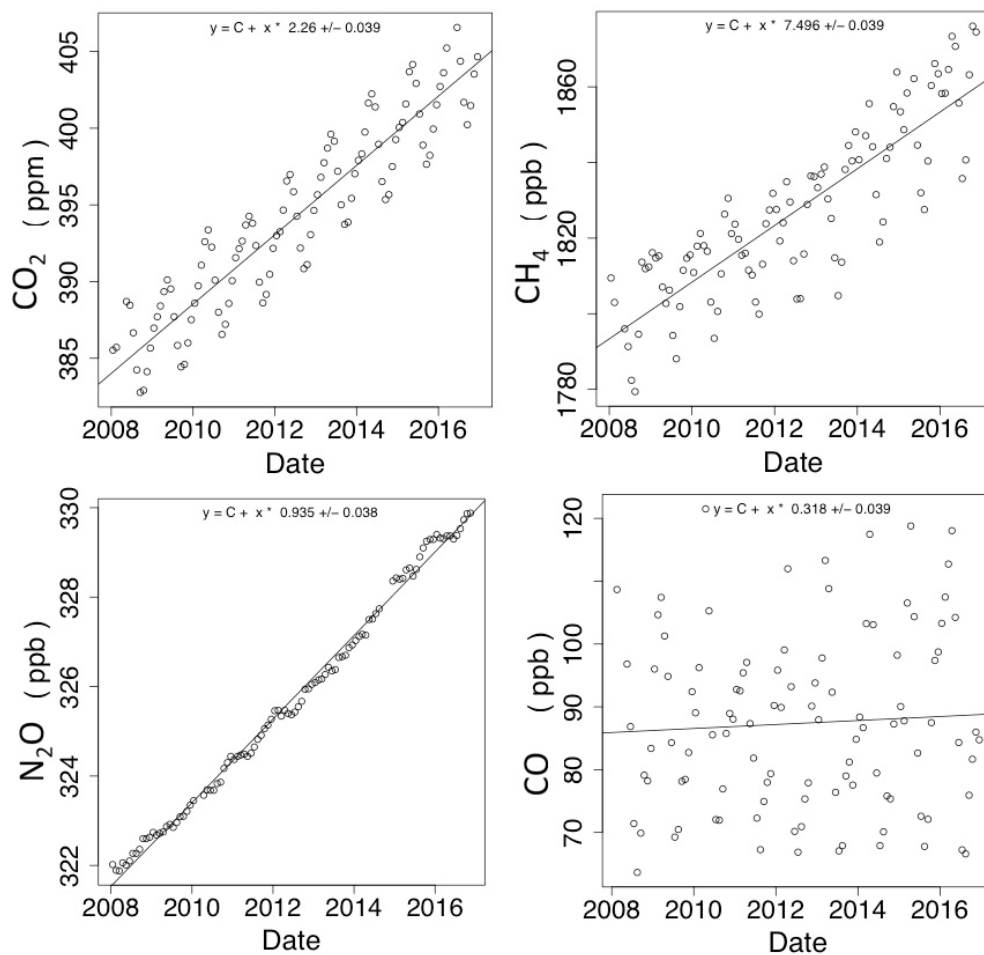 y = C + x * 2.26 +/− 0.039
CO₂ ( ppm )
405
400
395
390
385
2008 2010 2012 2014 2016
Date
y = C + x * 7.496 +/− 0.039
CH₄ ( ppb )
1860
1820
1780
2008 2010 2012 2014 2016
Date
y = C + x * 0.935 +/− 0.038
N₂O ( ppb )
330
328
326
324
322
2008 2010 2012 2014 2016
Date
y = C + x * 0.318 +/− 0.039
CO ( ppb )
120
100
90
80
70
2008 2010 2012 2014 2016
Date